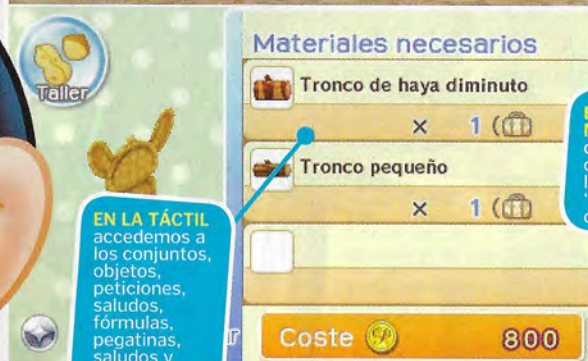 Materiales necesarios
Taller
Tronco de haya diminuto
× 1 (
Tronco pequeño
× 1 (
EN LA TÁCTIL
accedemos a
los conjuntos,
objetos,
peticiones,
saludos,
fórmulas,
pegatinas,
saludos y
Coste 800